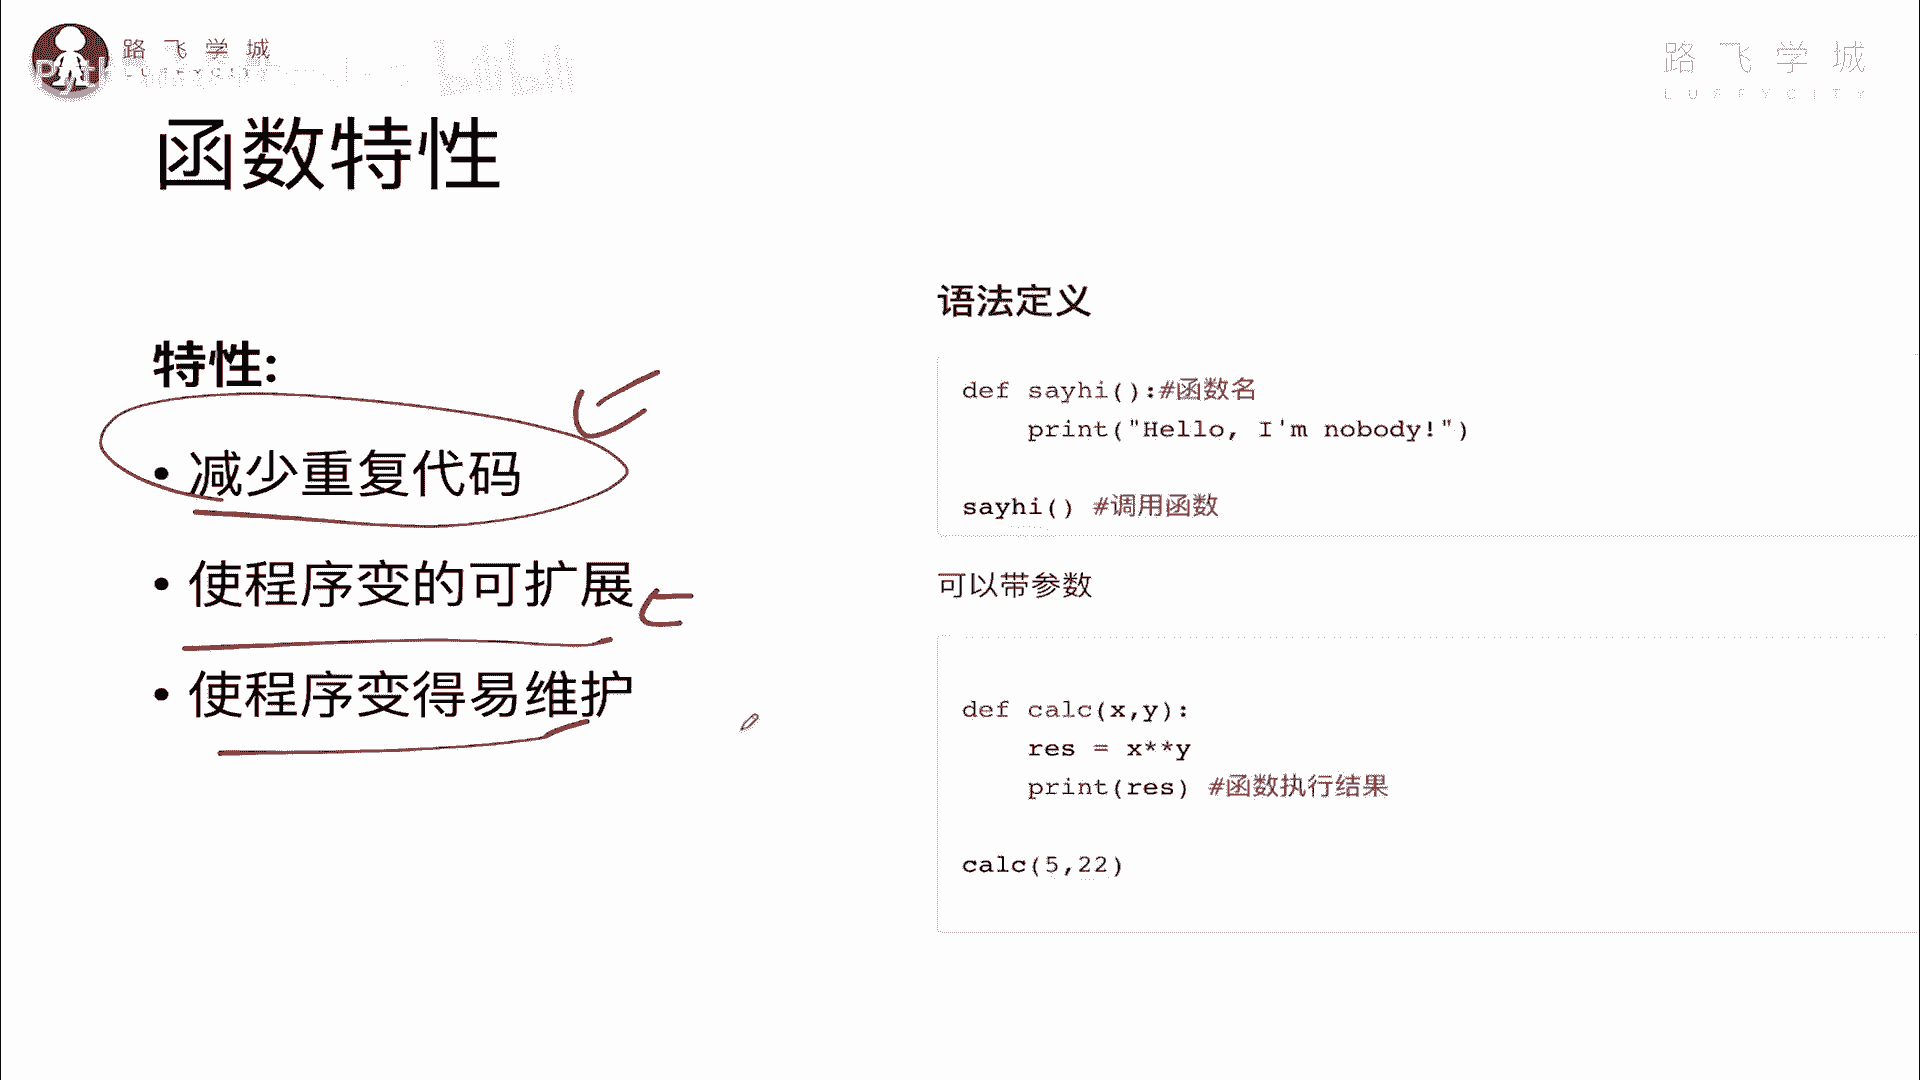 路飞学城
LUFFYCITY
bilibili
路飞学城
LUFFYCITY
函数特性
特性:
• 减少重复代码
• 使程序变的可扩展
• 使程序变得易维护
语法定义
def sayhi():#函数名
    print("Hello, I'm nobody!")
sayhi() #调用函数
可以带参数
def calc(x,y):
    res = x**y
    print(res) #函数执行结果
calc(5,22)